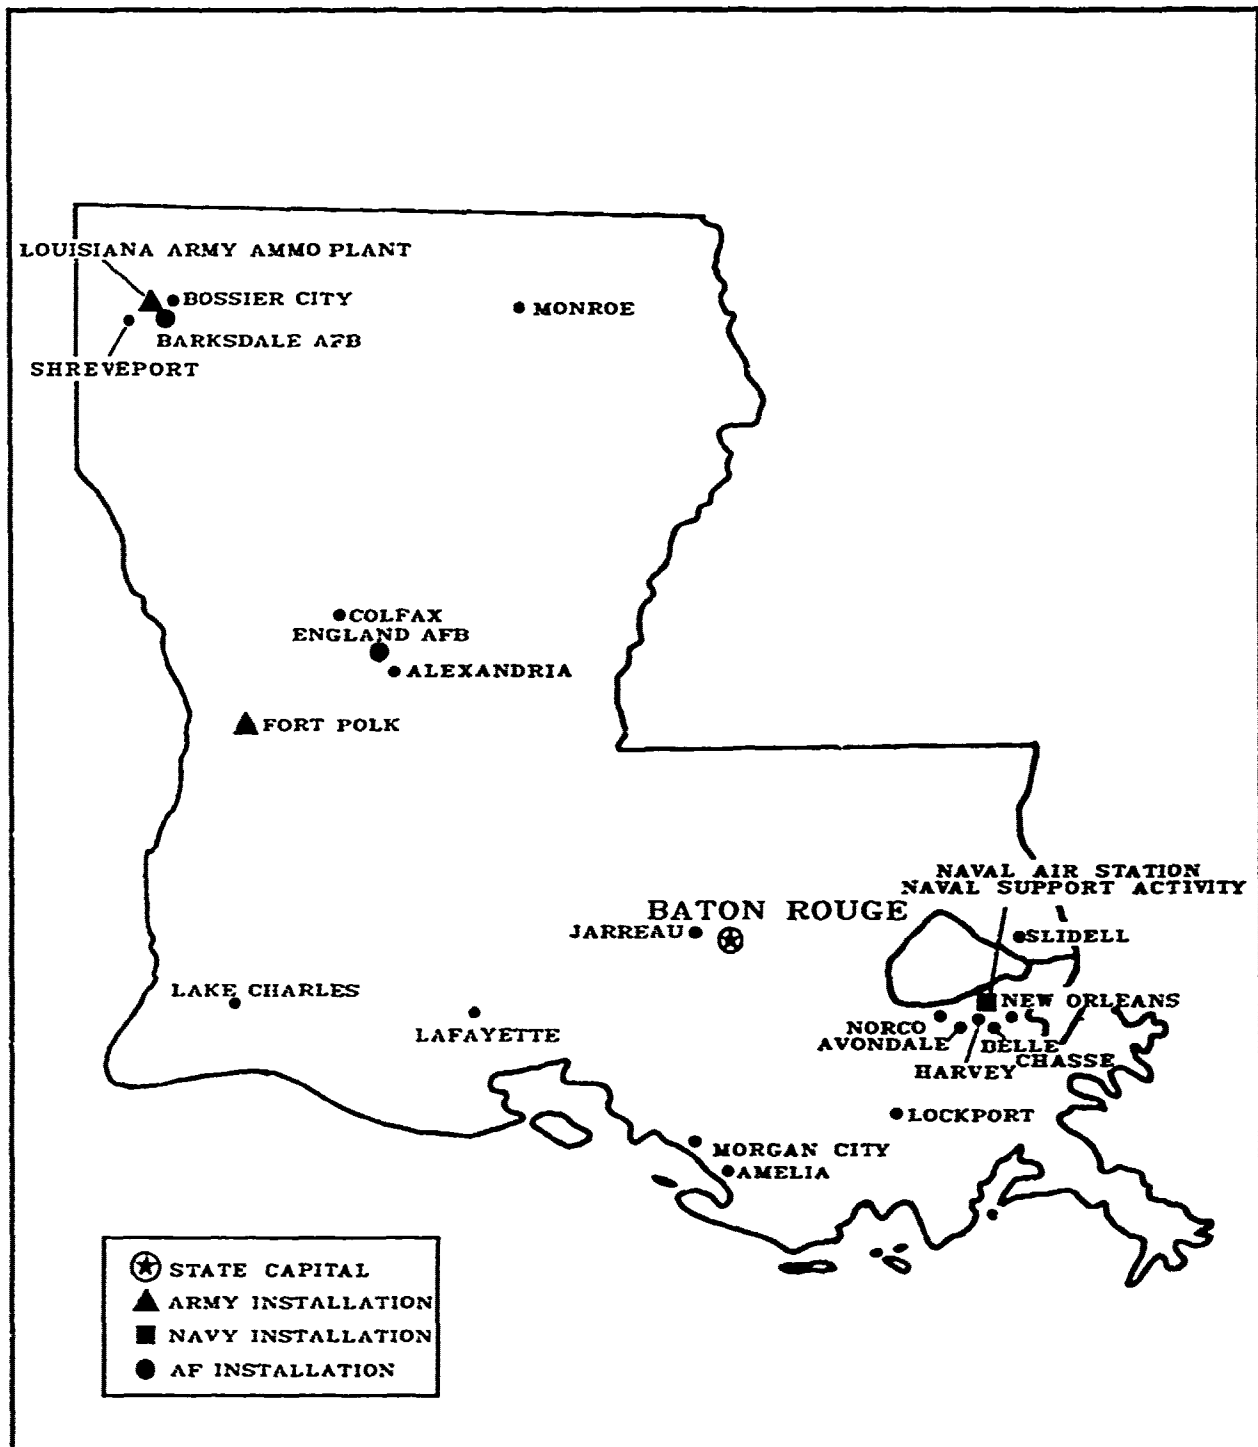 LOUISIANA ARMY AMMO PLANT
BOSSIER CITY
MONROE
BARKSDALE AFB
SHREVEPORT
COLFAX
ENGLAND AFB
ALEXANDRIA
FORT POLK
NAVAL AIR STATION
NAVAL SUPPORT ACTIVITY
BATON ROUGE
JARREAU
SLIDELL
LAKE CHARLES
NEW ORLEANS
LAFAYETTE
NORCO
AVONDALE
BELLE
CHASSE
HARVEY
LOCKPORT
MORGAN CITY
AMELIA
STATE CAPITAL
ARMY INSTALLATION
NAVY INSTALLATION
AF INSTALLATION